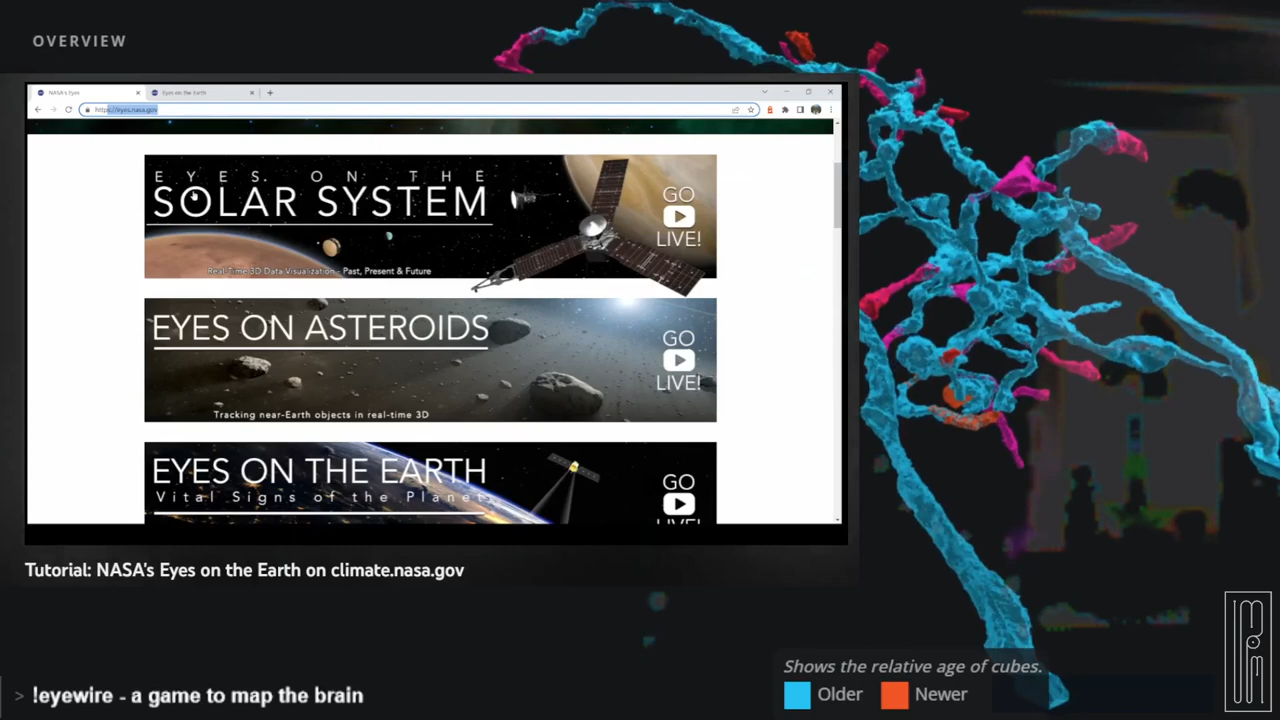 OVERVIEW
NASA's Eyes
Eyes on the Earth
https://eyes.nasa.gov
EYES ON THE
SOLAR SYSTEM
GO
LIVE!
Real-Time 3D Data Visualization - Past, Present & Future
EYES ON ASTEROIDS
GO
LIVE!
Tracking near-Earth objects in real-time 3D
EYES ON THE EARTH
Vital Signs of the Planet
GO
LIVE!
Tutorial: NASA's Eyes on the Earth on climate.nasa.gov
Shows the relative age of cubes.
Older Newer
> !eyewire - a game to map the brain